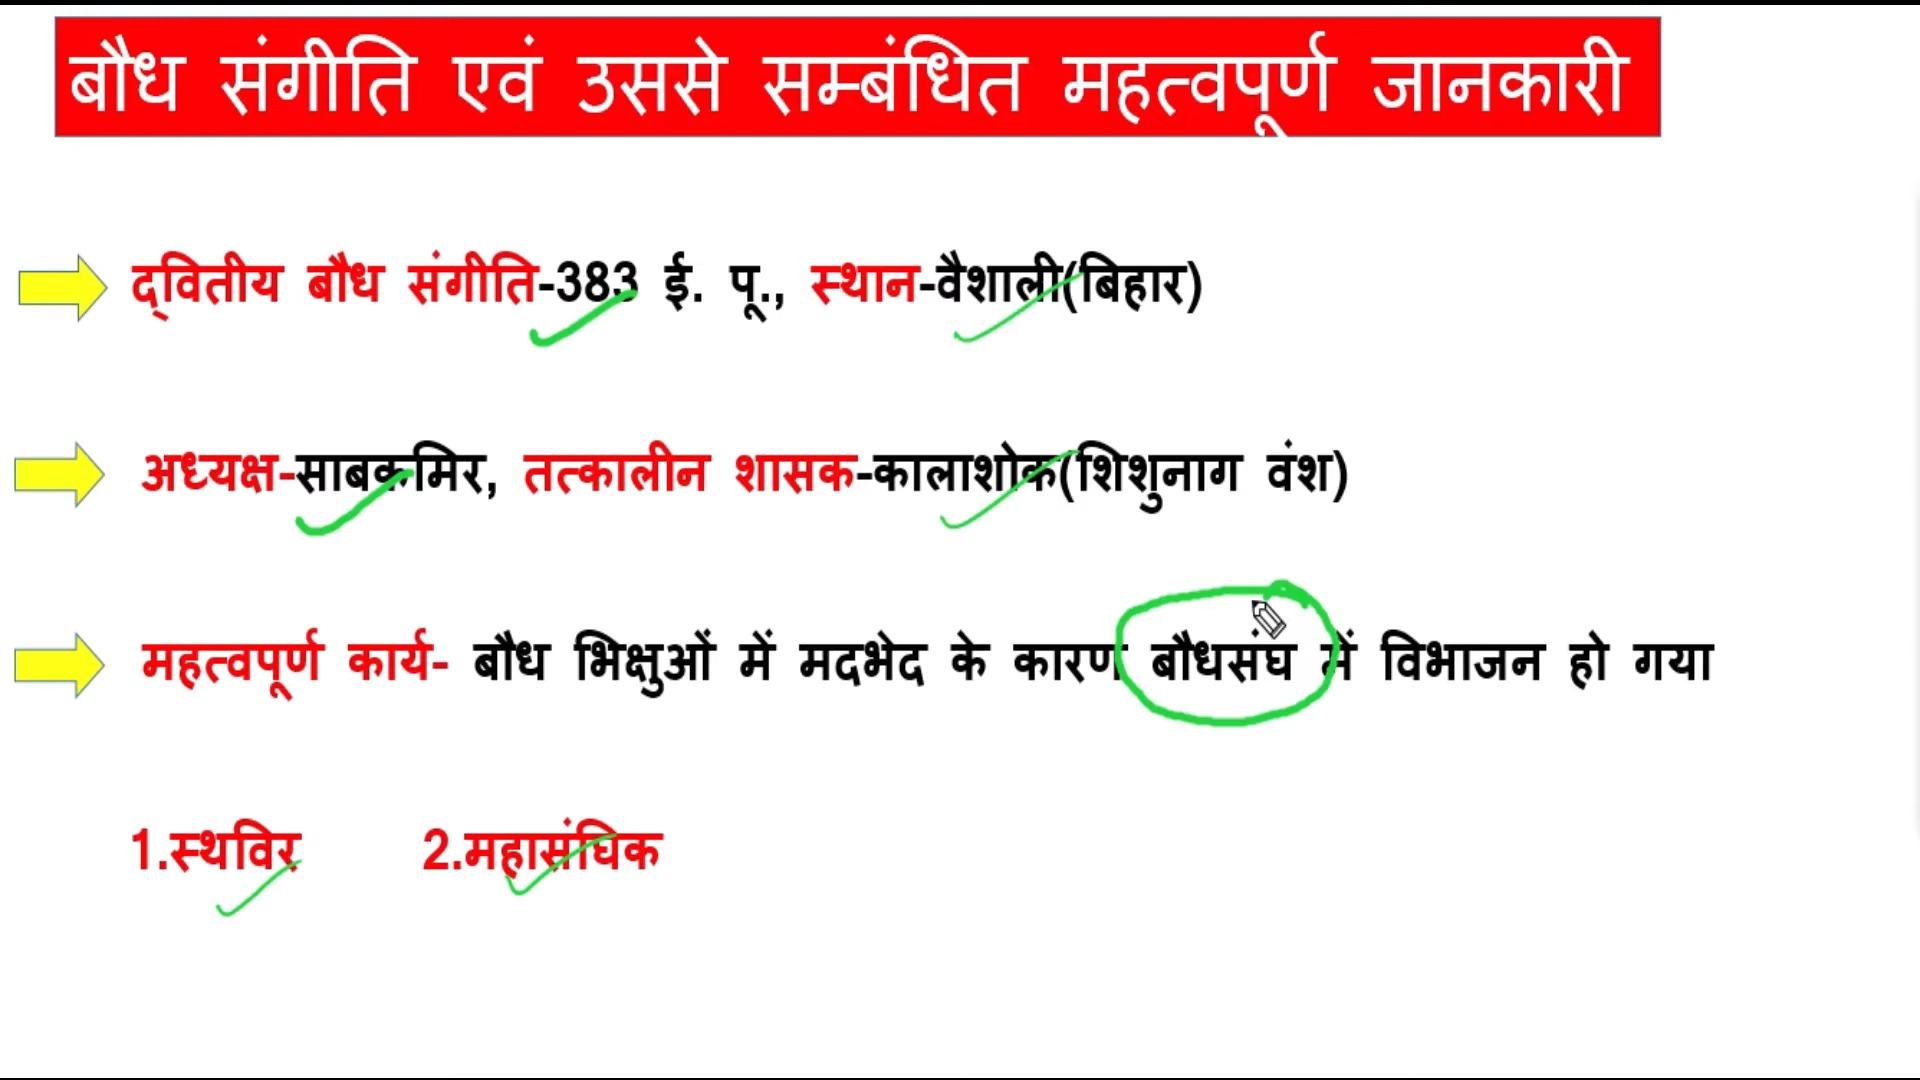 बौध संगीति एवं उससे सम्बंधित महत्वपूर्ण जानकारी
द्वितीय बौध संगीति-383 ई. पू., स्थान-वैशाली(बिहार)
अध्यक्ष-साबकमिर, तत्कालीन शासक-कालाशोक(शिशुनाग वंश)
महत्वपूर्ण कार्य- बौध भिक्षुओं में मदभेद के कारण बौधसंघ में विभाजन हो गया
1.स्थविर 2.महासंघिक